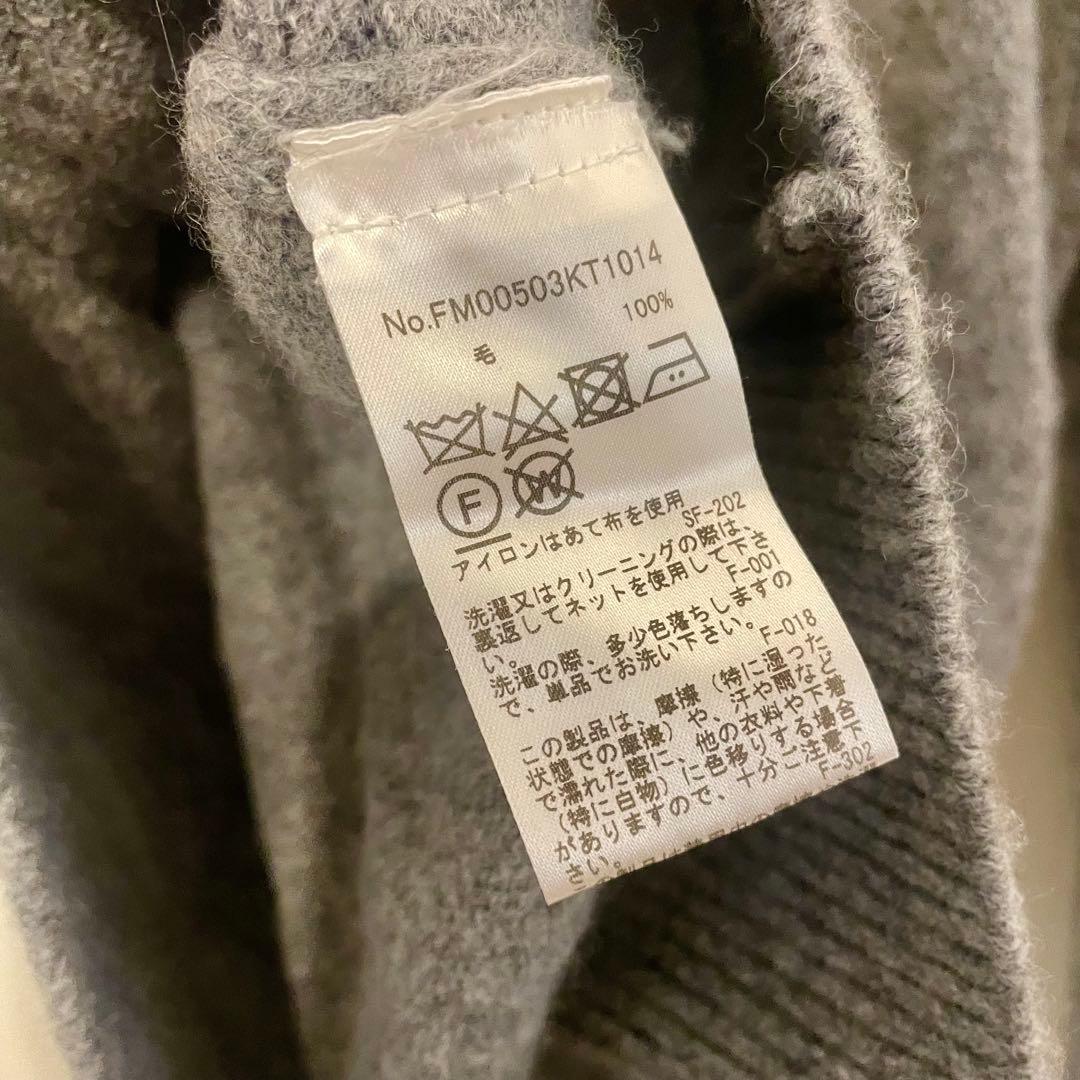 No.FM00503KT1014
毛 100%
F W
アイロンはあて布を使用
SF-202
洗濯又はクリーニングの際は、
裏返してネットを使用して下さ
い。 F-001
洗濯の際、多少色落ちしますの
で、単品でお洗い下さい。
F-018
この製品は、摩擦（特に湿った
状態での摩擦）や、汗や雨など
で濡れた際に、他の衣料や下着
（特に白物）に色移りする場合
がありますので、十分ご注意下
さい。 F-302